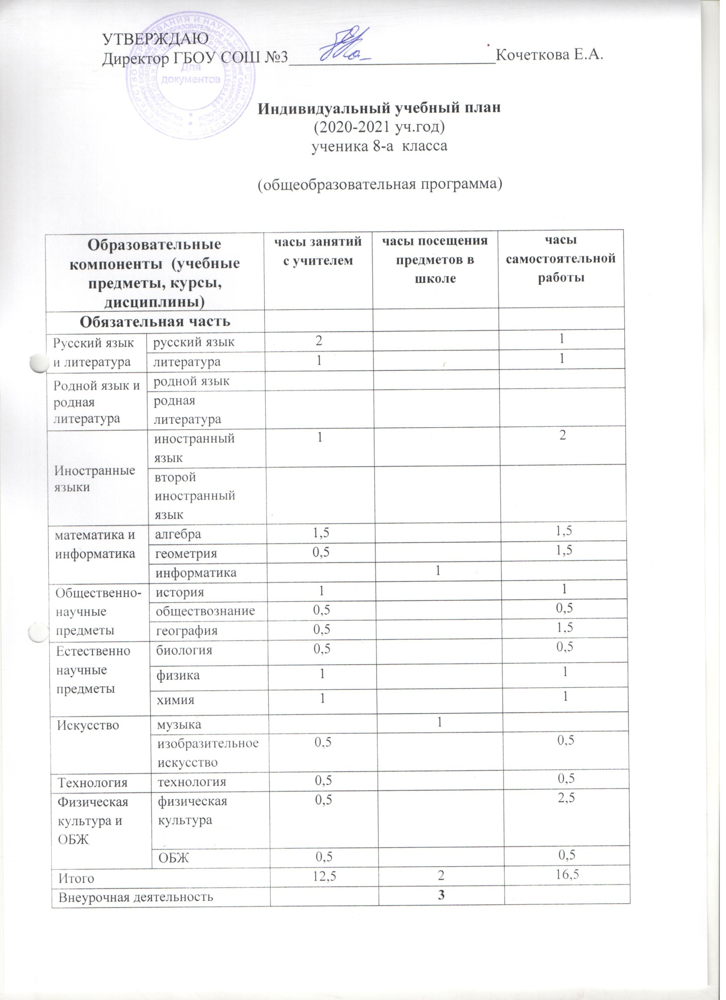 УТВЕРЖДАЮ
Директор ГБОУ СОШ №3 Кочеткова Е.А.
Для
документов
Индивидуальный учебный план
(2020-2021 уч.год)
ученика 8-а класса
(общеобразовательная программа)
Образовательные
компоненты (учебные
предметы, курсы,
дисциплины)
часы занятий
с учителем
часы посещения
предметов в
школе
часы
самостоятельной
работы
Обязательная часть
Русский язык
и литература
русский язык 2 1
литература 1 1
Родной язык и
родная
литература
родной язык
родная
литература
Иностранные
языки
иностранный
язык
1 2
второй
иностранный
язык
математика и
информатика
алгебра 1,5 1,5
геометрия 0,5 1,5
информатика 1
Общественно-
научные
предметы
история 1 1
обществознание 0,5 0,5
география 0,5 1,5
Естественно
научные
предметы
биология 0,5 0,5
физика 1 1
химия 1 1
Искусство
музыка 1
изобразительное
искусство
0,5 0,5
Технология технология 0,5 0,5
Физическая
культура и
ОБЖ
физическая
культура
0,5 2,5
ОБЖ 0,5 0,5
Итого 12,5 2 16,5
Внеурочная деятельность 3